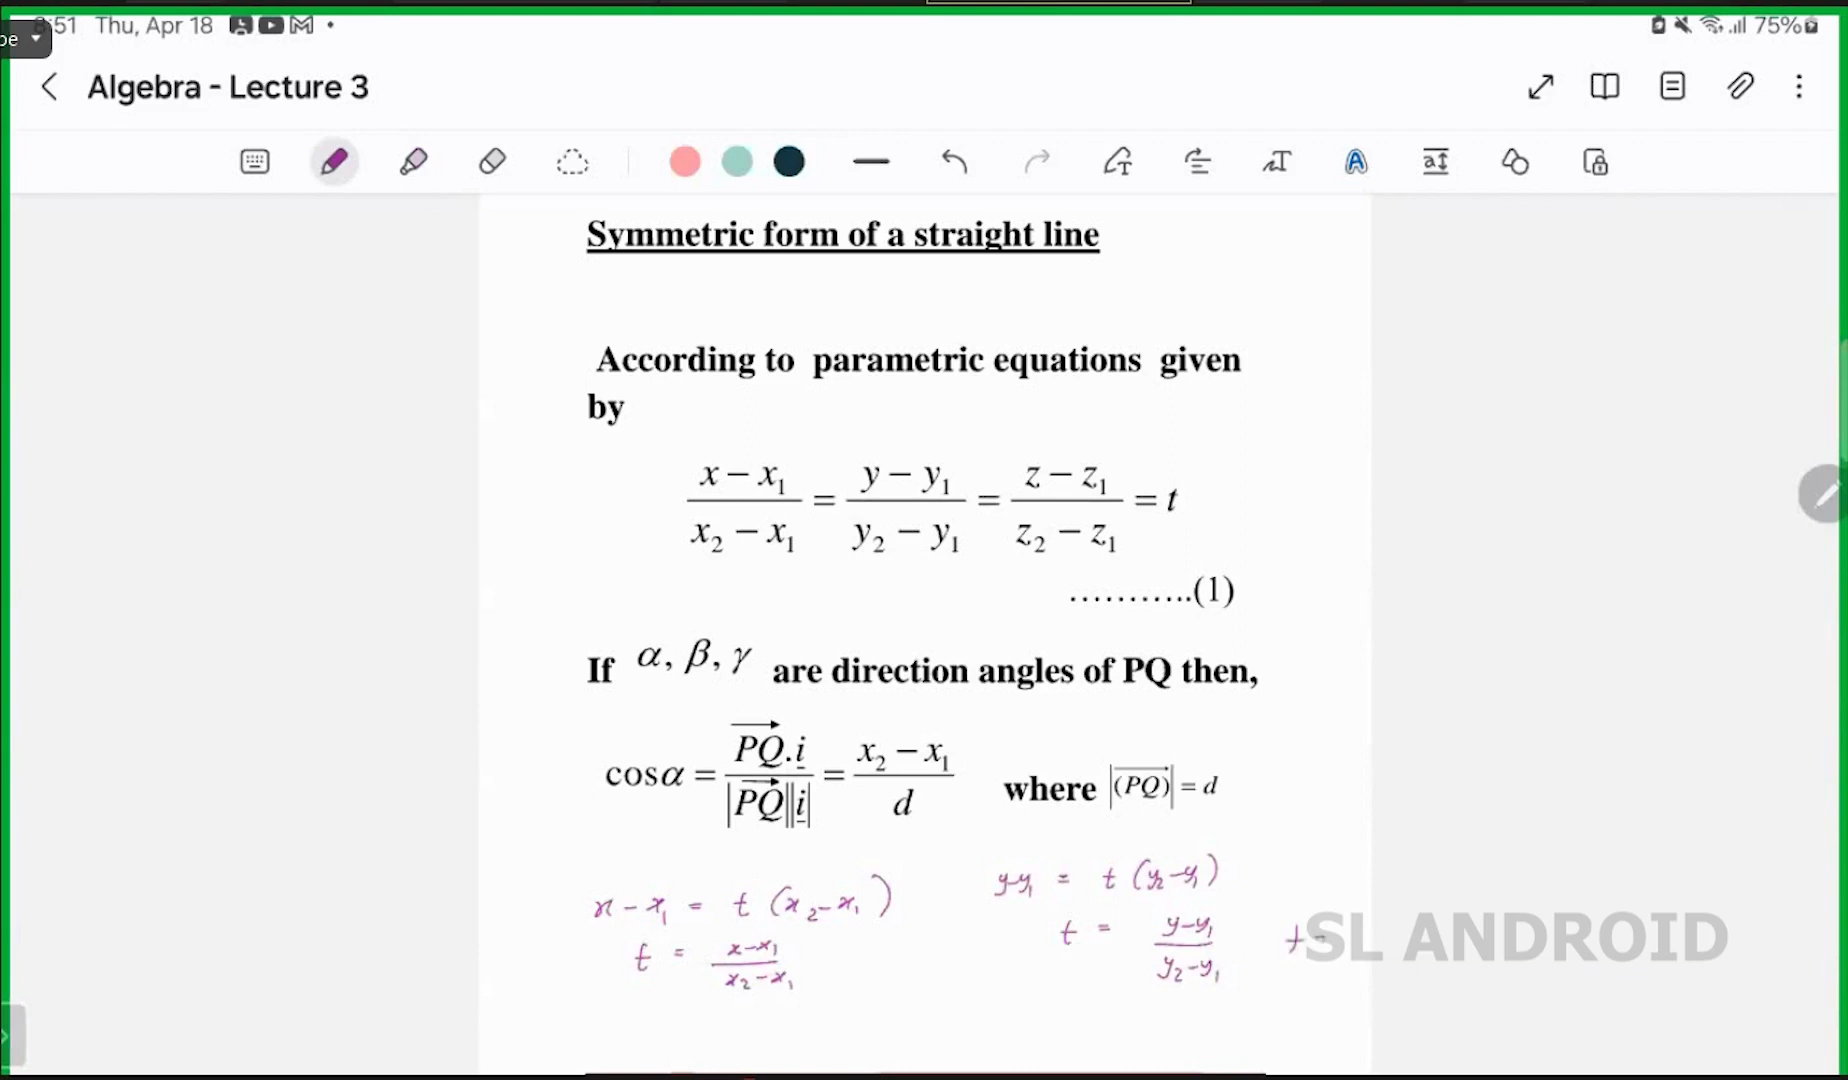 8:51 Thu, Apr 18 75%
Algebra - Lecture 3
Symmetric form of a straight line
According to parametric equations given
by
(x − x₁)/(x₂ − x₁) = (y − y₁)/(y₂ − y₁) = (z − z₁)/(z₂ − z₁) = t
………..(1)
If α, β, γ are direction angles of PQ then,
cosα = PQ⃗.i/|PQ⃗||i| = (x₂ − x₁)/d where |(PQ)⃗| = d
x − x₁ = t (x₂−x₁) y−y₁ = t (y₂−y₁)
t = (x−x₁)/(x₂−x₁) t = (y−y₁)/(y₂−y₁)
SL ANDROID